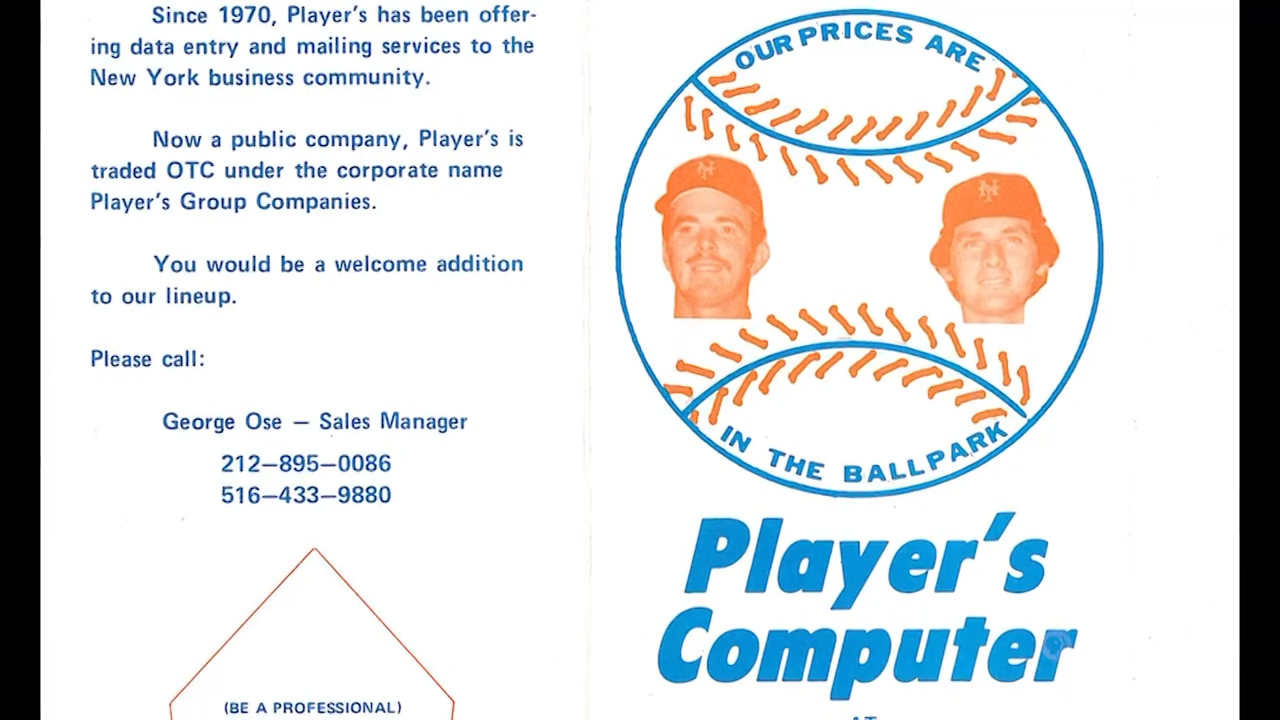 Since 1970, Player's has been offer-
ing data entry and mailing services to the
New York business community.
Now a public company, Player's is
traded OTC under the corporate name
Player's Group Companies.
You would be a welcome addition
to our lineup.
Please call:
George Ose — Sales Manager
212—895—0086
516—433—9880
(BE A PROFESSIONAL)
OUR PRICES ARE
NY
NY
IN THE BALLPARK
Player's
Computer